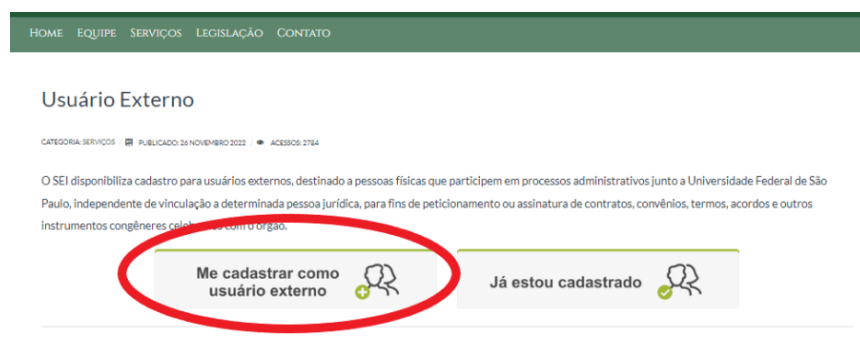 Home Equipe Serviços Legislação Contato
Usuário Externo
CATEGORIA: SERVIÇOS / PUBLICADO: 26 NOVEMBRO 2022 / ACESSOS: 2784
O SEI disponibiliza cadastro para usuários externos, destinado a pessoas físicas que participem em processos administrativos junto a Universidade Federal de São
Paulo, independente de vinculação a determinada pessoa jurídica, para fins de peticionamento ou assinatura de contratos, convênios, termos, acordos e outros
instrumentos congêneres celebrados com o órgão.
Me cadastrar como
usuário externo
Já estou cadastrado